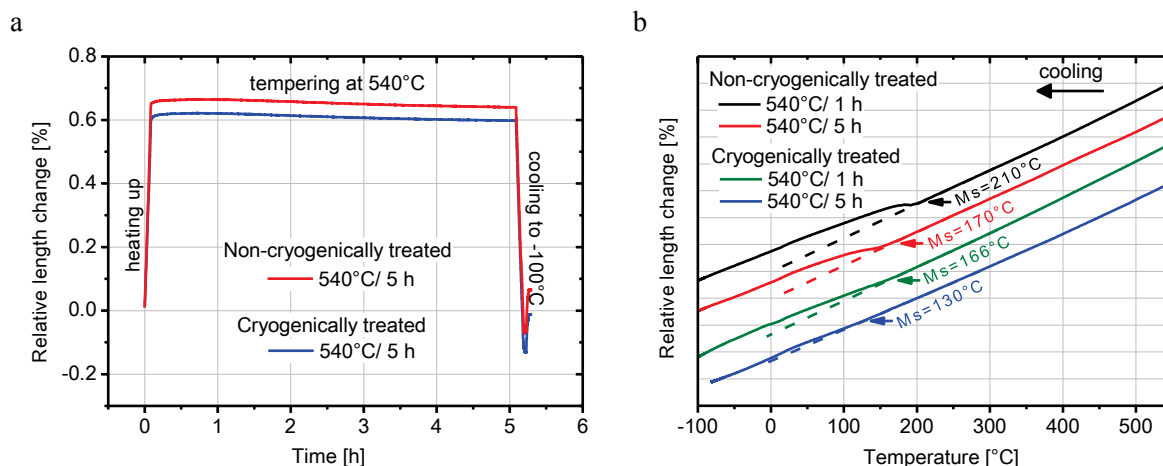 a
0.8
0.6
0.4
0.2
0.0
-0.2
Relative length change [%]
tempering at 540°C
heating up
cooling to -100°C
Non-cryogenically treated
540°C/ 5 h
Cryogenically treated
540°C/ 5 h
0 1 2 3 4 5 6
Time [h]
b
Relative length change [%]
Non-cryogenically treated
540°C/ 1 h
540°C/ 5 h
Cryogenically treated
540°C/ 1 h
540°C/ 5 h
cooling
Ms=210°C
Ms=170°C
Ms=166°C
Ms=130°C
-100 0 100 200 300 400 500
Temperature [°C]